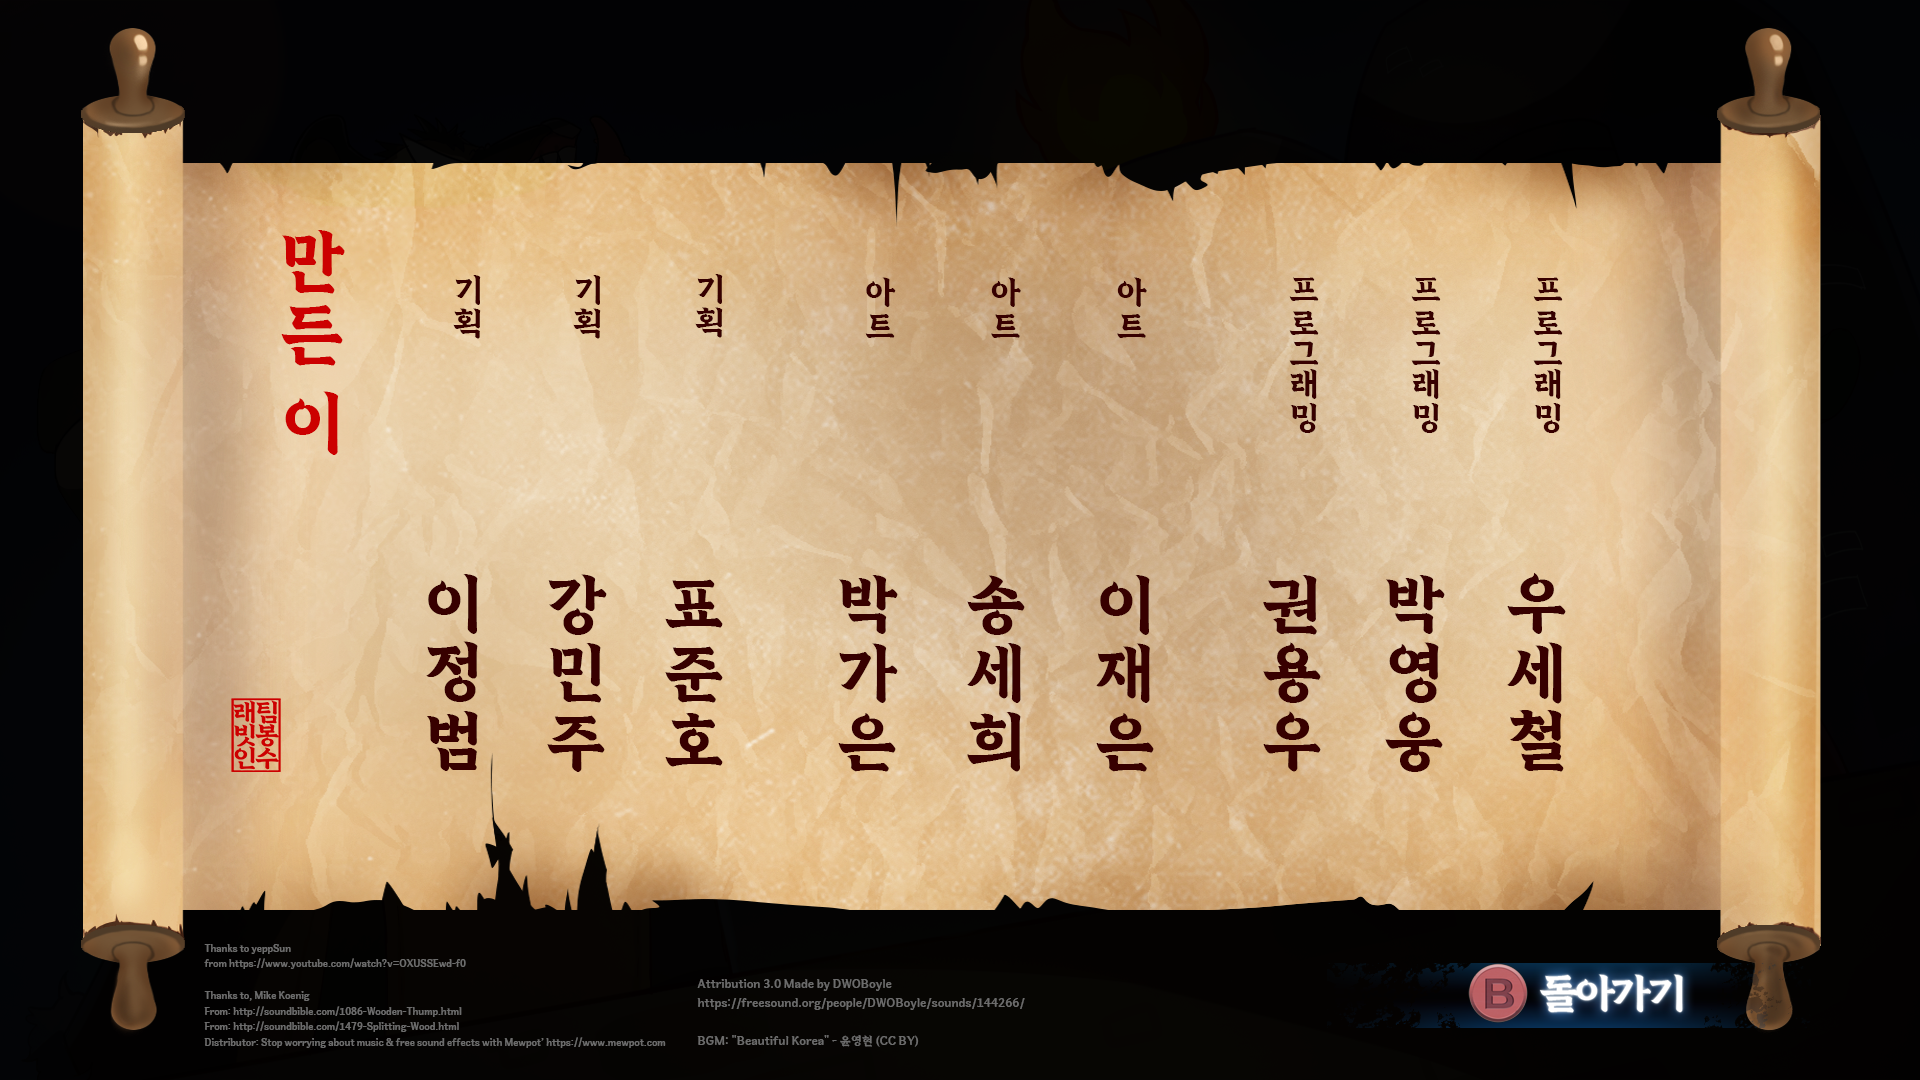 만든 이
기획
이정범
기획
강민주
기획
표준호
아트
박가은
아트
송세희
아트
이재은
프로그래밍
권용우
프로그래밍
박영웅
프로그래밍
우세철
팀봉수
래빗인
Thanks to yeppSun
from https://www.youtube.com/watch?v=OXUSSEwd-f0
Thanks to, Mike Koenig
From: http://soundbible.com/1086-Wooden-Thump.html
From: http://soundbible.com/1479-Splitting-Wood.html
Distributor: Stop worrying about music & free sound effects with Mewpot' https://www.mewpot.com
Attribution 3.0 Made by DWOBoyle
https://freesound.org/people/DWOBoyle/sounds/144266/
BGM: "Beautiful Korea" - 윤영현 (CC BY)
B 돌아가기